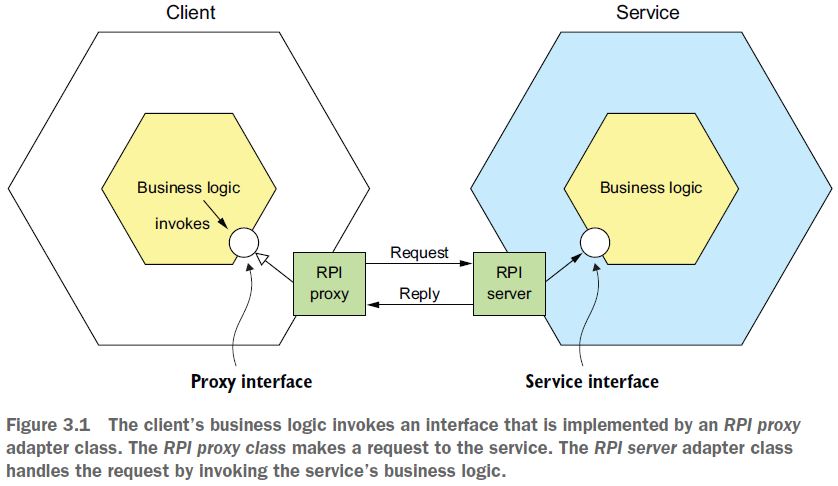 Client
Service
Business logic
invokes
Business logic
RPI
proxy
Request
Reply
RPI
server
Proxy interface
Service interface
Figure 3.1 The client's business logic invokes an interface that is implemented by an RPI proxy
adapter class. The RPI proxy class makes a request to the service. The RPI server adapter class
handles the request by invoking the service's business logic.